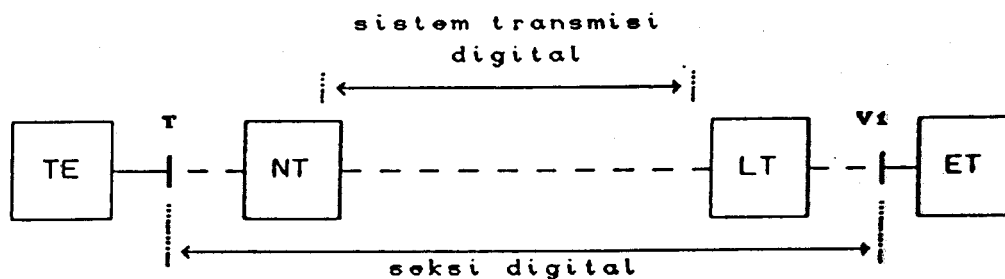 sistem transmisi
digital
T
V1
TE
NT
LT
ET
seksi digital